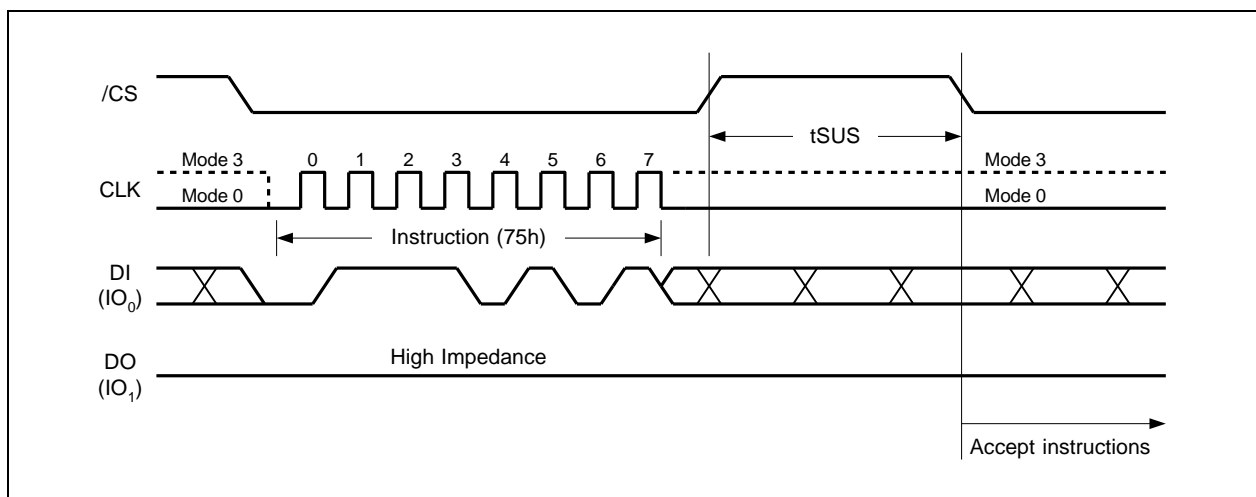 /CS
tSUS
Mode 3
0 1 2 3 4 5 6 7
Mode 3
CLK
Mode 0
Mode 0
Instruction (75h)
DI
(IO0)
High Impedance
DO
(IO1)
Accept instructions